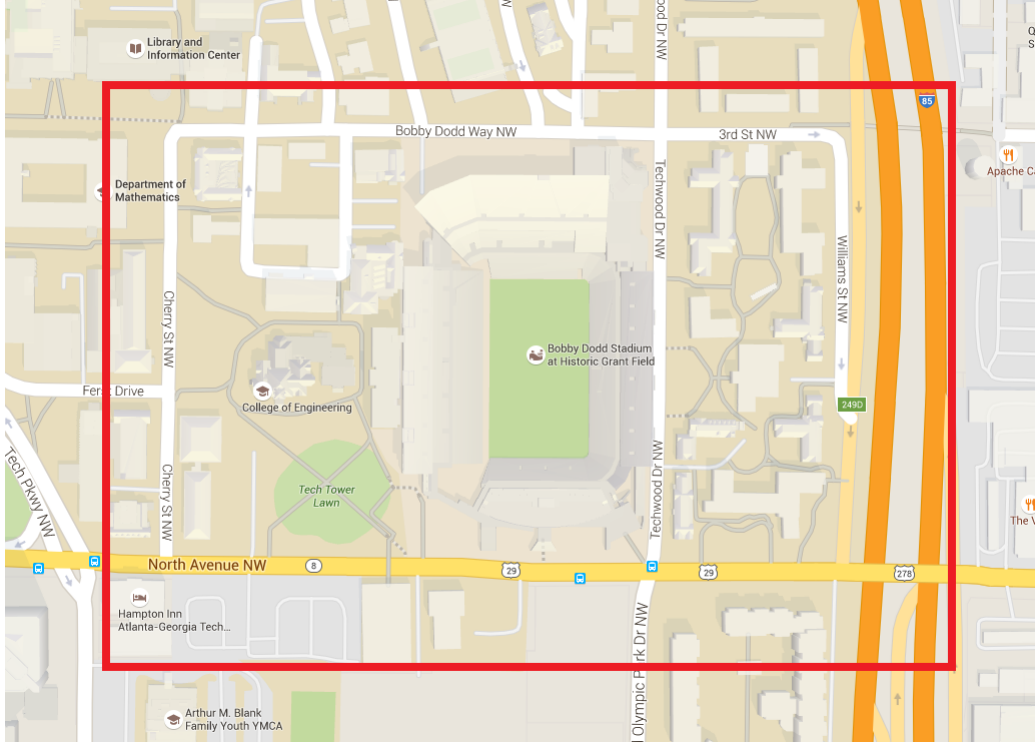 Library and
Information Center
od Dr NW
85
Bobby Dodd Way NW
3rd St NW
Apache Ca
Department of
Mathematics
Techwood Dr NW
Williams St NW
Cherry St NW
Bobby Dodd Stadium
at Historic Grant Field
Ferst Drive
College of Engineering
249D
Tech Pkwy NW
Cherry St NW
Tech Tower
Lawn
Techwood Dr NW
The V
North Avenue NW
8
29
29
278
Hampton Inn
Atlanta-Georgia Tech...
l Olympic Park Dr NW
Arthur M. Blank
Family Youth YMCA